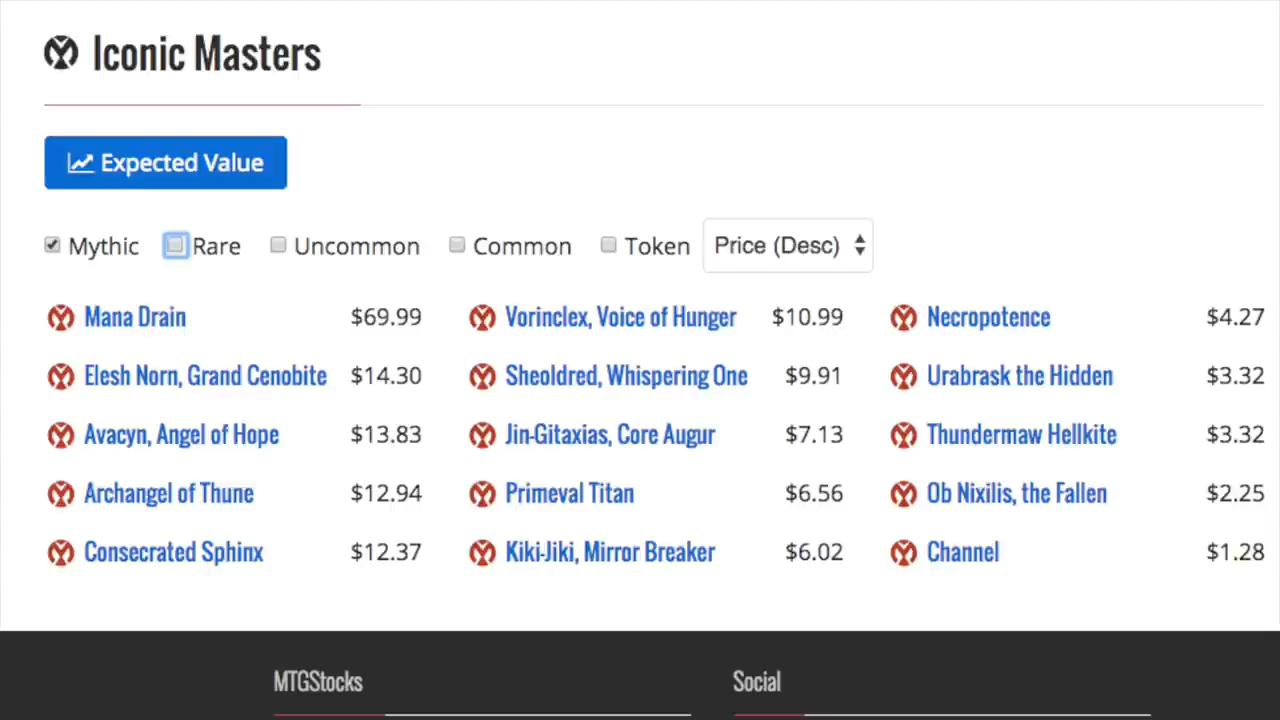 Iconic Masters
Expected Value
Mythic Rare Uncommon Common Token Price (Desc)
Mana Drain $69.99 Vorinclex, Voice of Hunger $10.99 Necropotence $4.27
Elesh Norn, Grand Cenobite $14.30 Sheoldred, Whispering One $9.91 Urabrask the Hidden $3.32
Avacyn, Angel of Hope $13.83 Jin-Gitaxias, Core Augur $7.13 Thundermaw Hellkite $3.32
Archangel of Thune $12.94 Primeval Titan $6.56 Ob Nixilis, the Fallen $2.25
Consecrated Sphinx $12.37 Kiki-Jiki, Mirror Breaker $6.02 Channel $1.28
MTGStocks Social